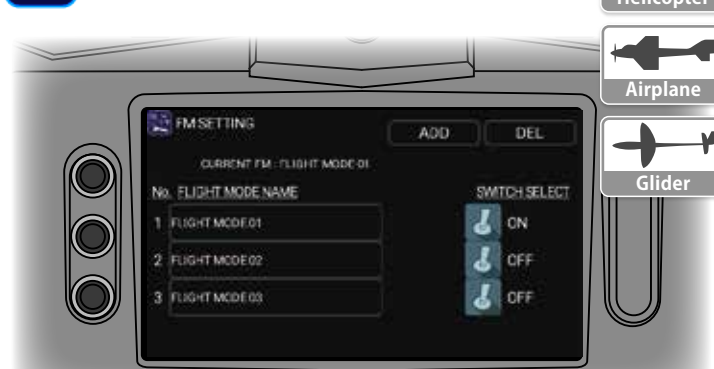 Helicopter
Airplane
Glider
FM SETTING
ADD
DEL
CURRENT FM : FLIGHT MODE 01
No. FLIGHT MODE NAME
SWITCH SELECT
1 FLIGHT MODE 01
ON
2 FLIGHT MODE 02
OFF
3 FLIGHT MODE 03
OFF